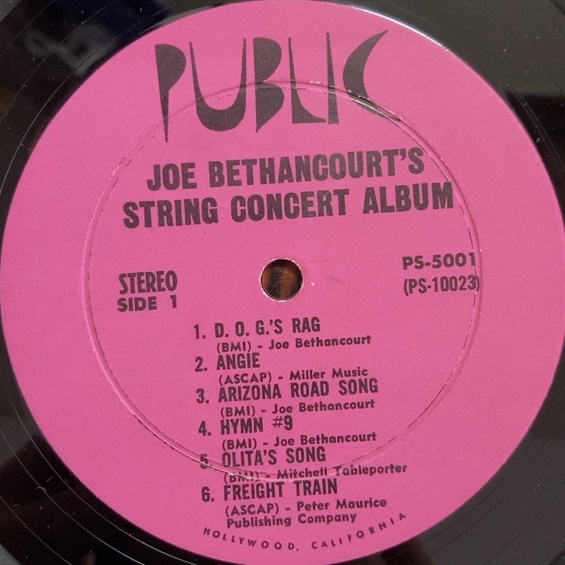 PUBLIC
JOE BETHANCOURT'S
STRING CONCERT ALBUM
STEREO
SIDE 1
PS-5001
(PS-10023)
1. D. O. G.'S RAG
(BMI) - Joe Bethancourt
2. ANGIE
(ASCAP) - Miller Music
3. ARIZONA ROAD SONG
(BMI) - Joe Bethancourt
4. HYMN #9
(BMI) - Joe Bethancourt
5. OLITA'S SONG
(BMI) - Mitchell Tableporter
6. FREIGHT TRAIN
(ASCAP) - Peter Maurice
Publishing Company
HOLLYWOOD, CALIFORNIA